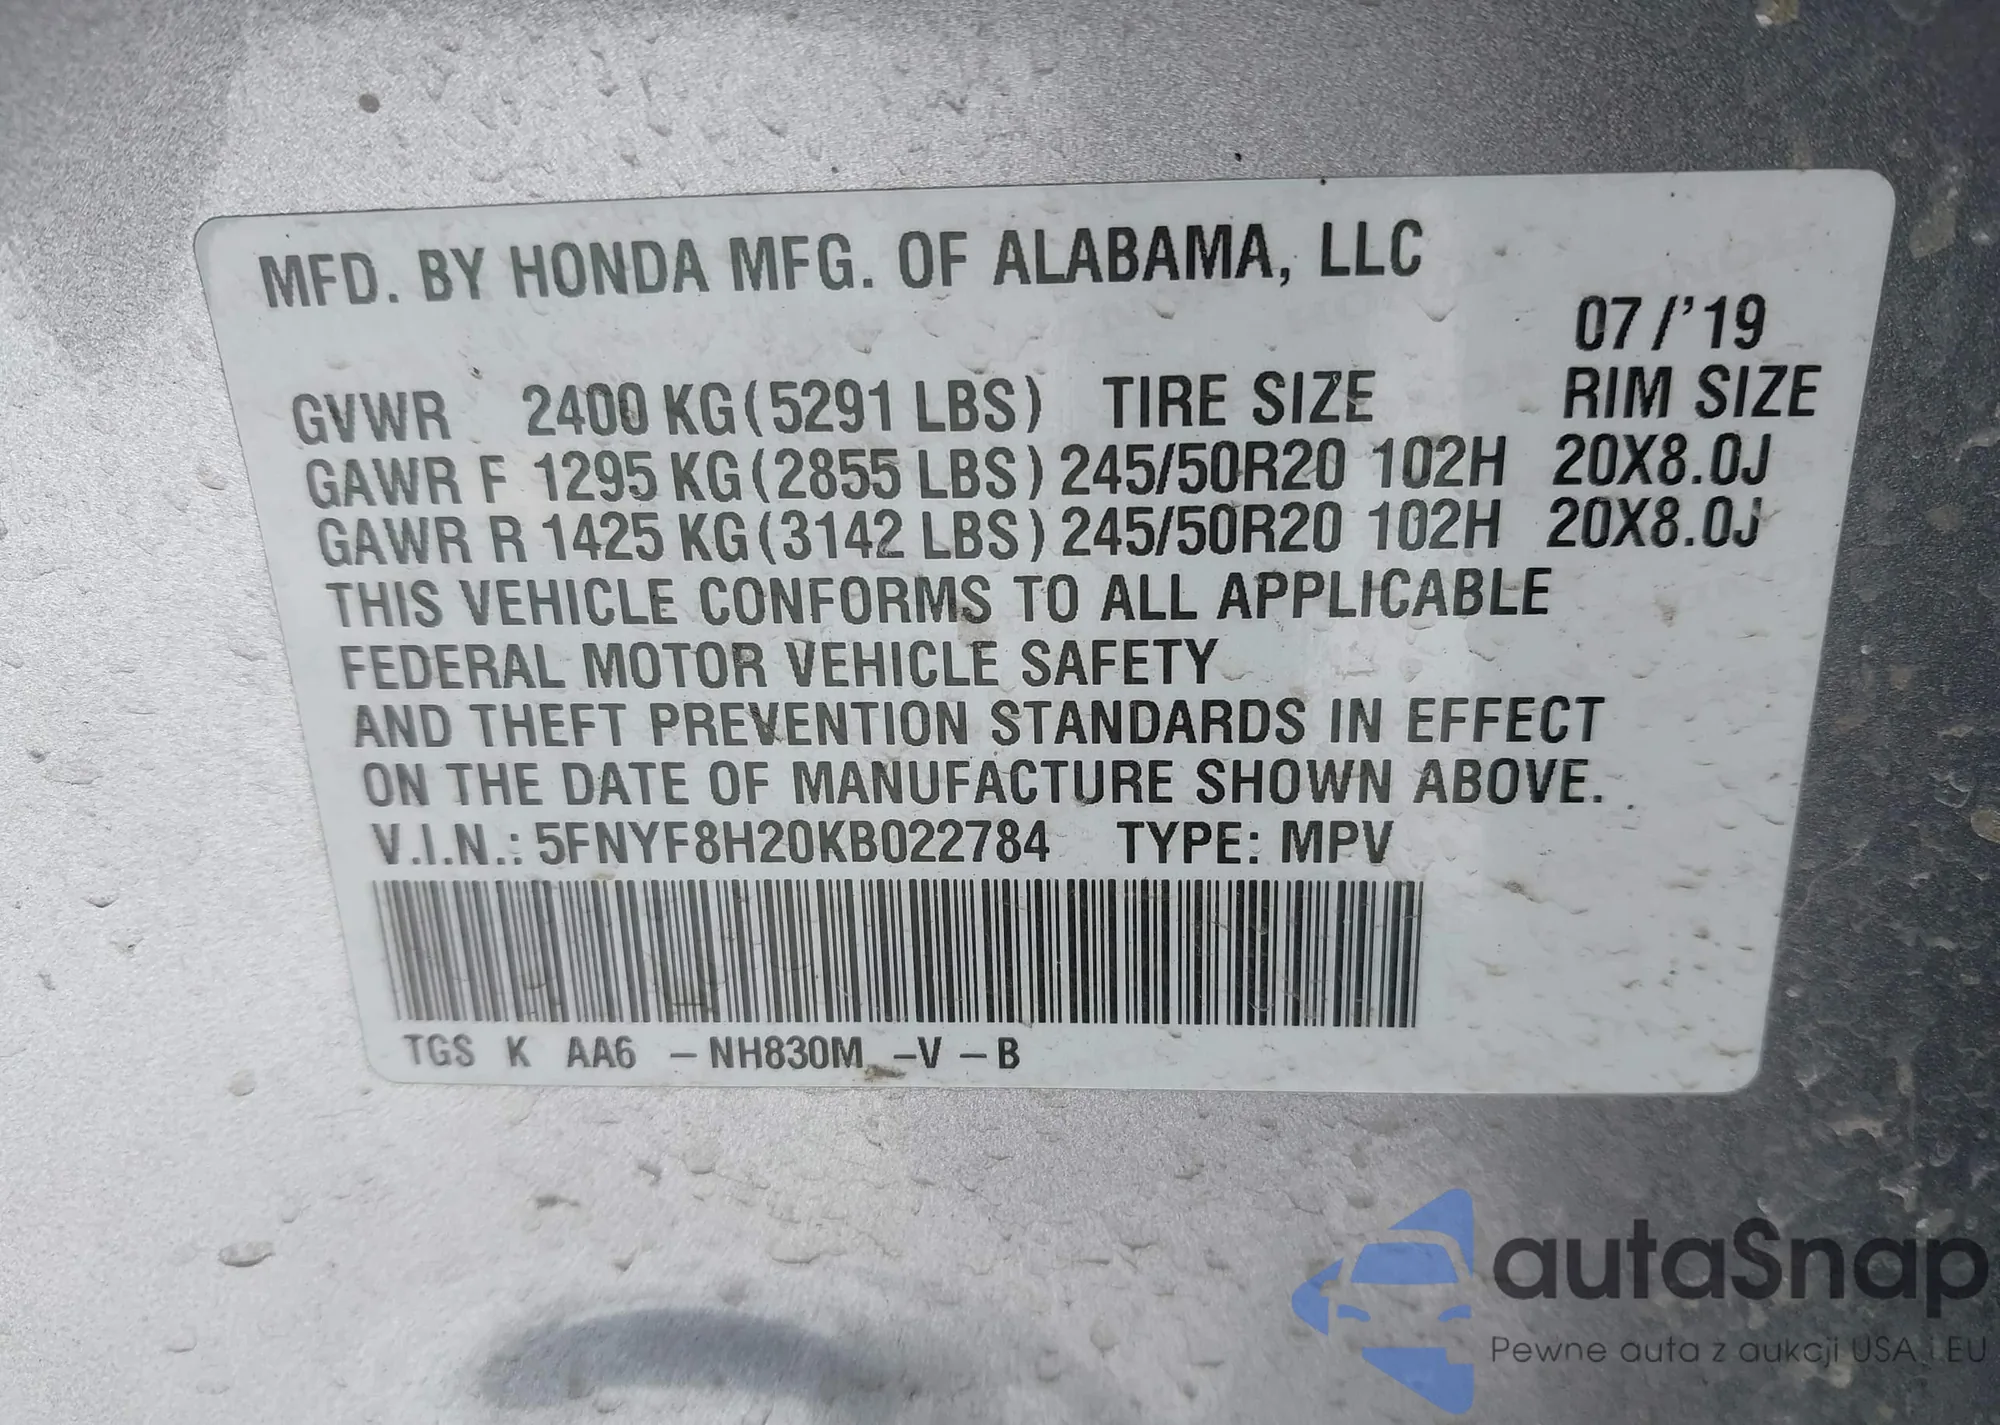 MFD. BY HONDA MFG. OF ALABAMA, LLC
07/'19
GVWR 2400 KG (5291 LBS) TIRE SIZE RIM SIZE
GAWR F 1295 KG (2855 LBS) 245/50R20 102H 20X8.0J
GAWR R 1425 KG (3142 LBS) 245/50R20 102H 20X8.0J
THIS VEHICLE CONFORMS TO ALL APPLICABLE
FEDERAL MOTOR VEHICLE SAFETY
AND THEFT PREVENTION STANDARDS IN EFFECT
ON THE DATE OF MANUFACTURE SHOWN ABOVE.
V.I.N.: 5FNYF8H20KB022784 TYPE: MPV
TGS K AA6 – NH830M –V – B
autaSnap
Pewne auta z aukcji USA i EU